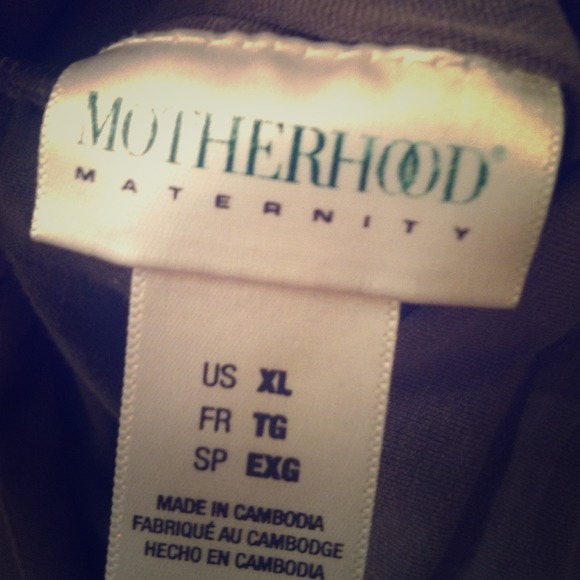 MOTHERHOOD®
MATERNITY
US XL
FR TG
SP EXG
MADE IN CAMBODIA
FABRIQUÉ AU CAMBODGE
HECHO EN CAMBODIA